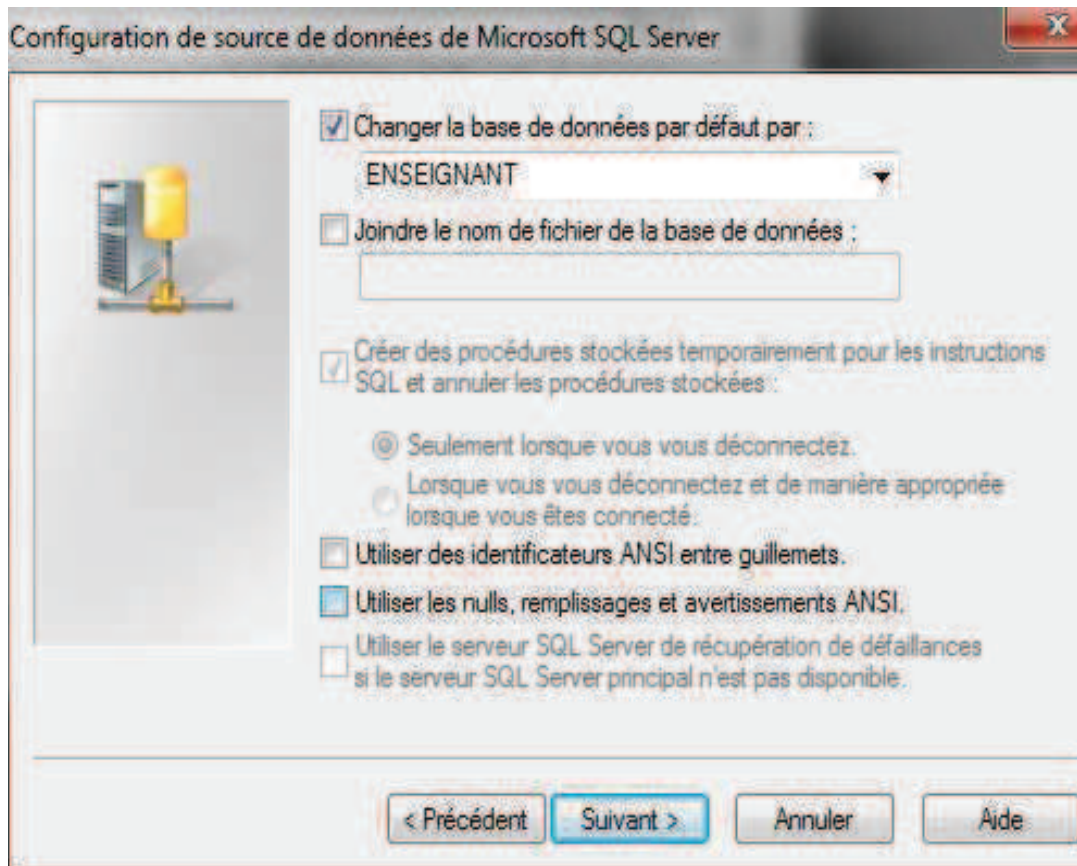 Configuration de source de données de Microsoft SQL Server
x
Changer la base de données par défaut par :
ENSEIGNANT
Joindre le nom de fichier de la base de données :
Créer des procédures stockées temporairement pour les instructions
SQL et annuler les procédures stockées :
Seulement lorsque vous vous déconnectez.
Lorsque vous vous déconnectez et de manière appropriée
lorsque vous êtes connecté.
Utiliser des identificateurs ANSI entre guillemets.
Utiliser les nulls, remplissages et avertissements ANSI.
Utiliser le serveur SQL Server de récupération de défaillances
si le serveur SQL Server principal n'est pas disponible.
< Précédent
Suivant >
Annuler
Aide